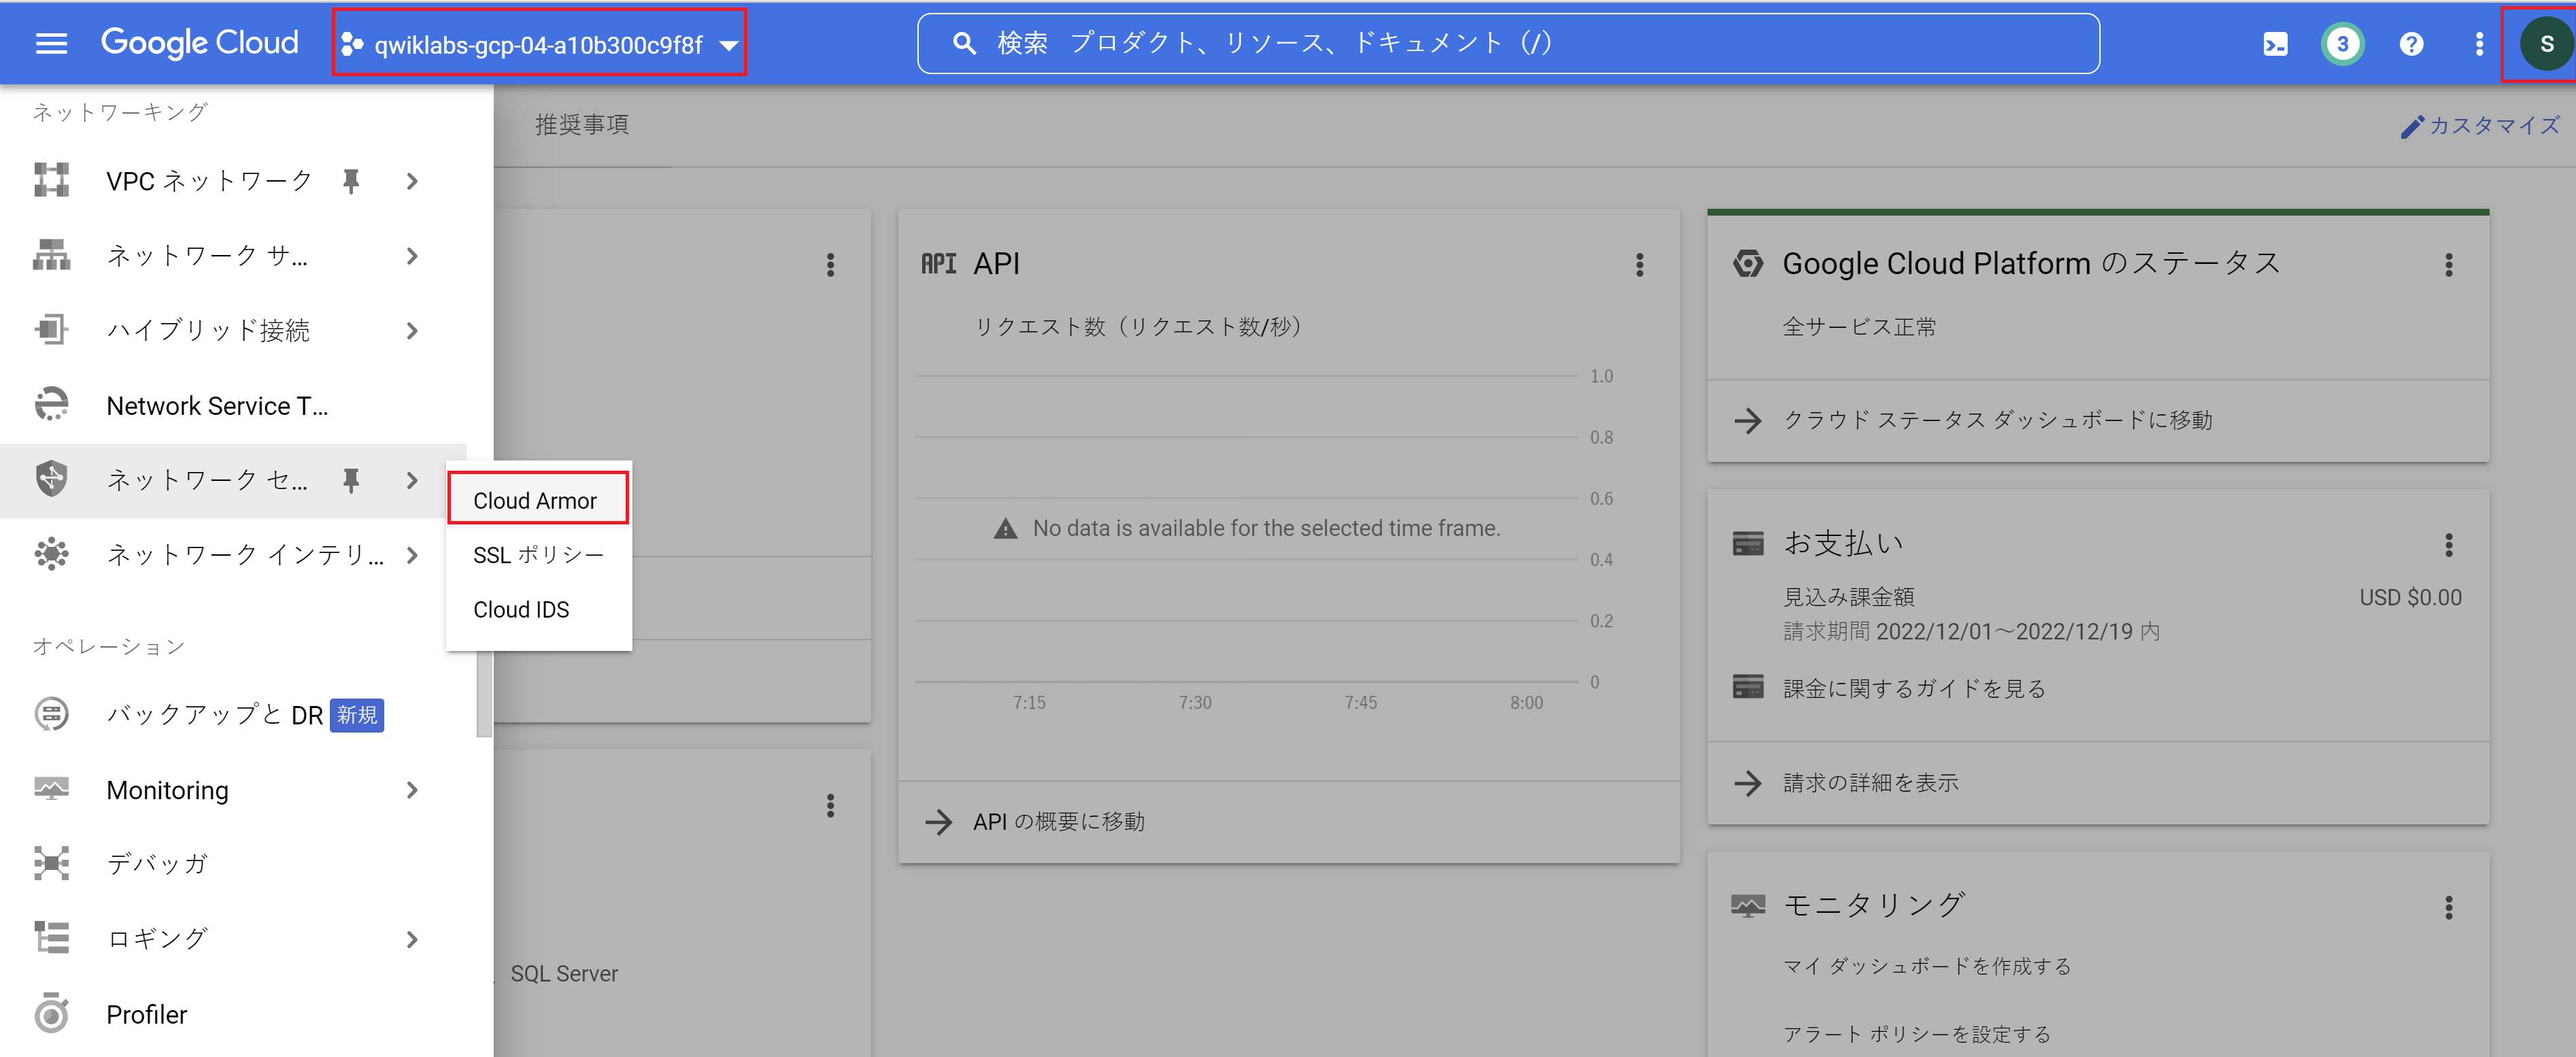 Google Cloud
qwiklabs-gcp-04-a10b300c9f8f
検索 プロダクト、リソース、ドキュメント (/)
3
?
S
ネットワーキング
VPC ネットワーク
ネットワーク サ...
ハイブリッド接続
Network Service T...
ネットワーク セ...
ネットワーク インテリ...
オペレーション
バックアップと DR 新規
Monitoring
デバッガ
ロギング
Profiler
Cloud Armor
SSL ポリシー
Cloud IDS
推奨事項
カスタマイズ
SQL Server
API API
リクエスト数（リクエスト数/秒）
1.0
0.8
0.6
No data is available for the selected time frame.
0.4
0.2
0
7:15 7:30 7:45 8:00
API の概要に移動
Google Cloud Platform のステータス
全サービス正常
クラウド ステータス ダッシュボードに移動
お支払い
見込み課金額 USD $0.00
請求期間 2022/12/01～2022/12/19 内
課金に関するガイドを見る
請求の詳細を表示
モニタリング
マイ ダッシュボードを作成する
アラート ポリシーを設定する